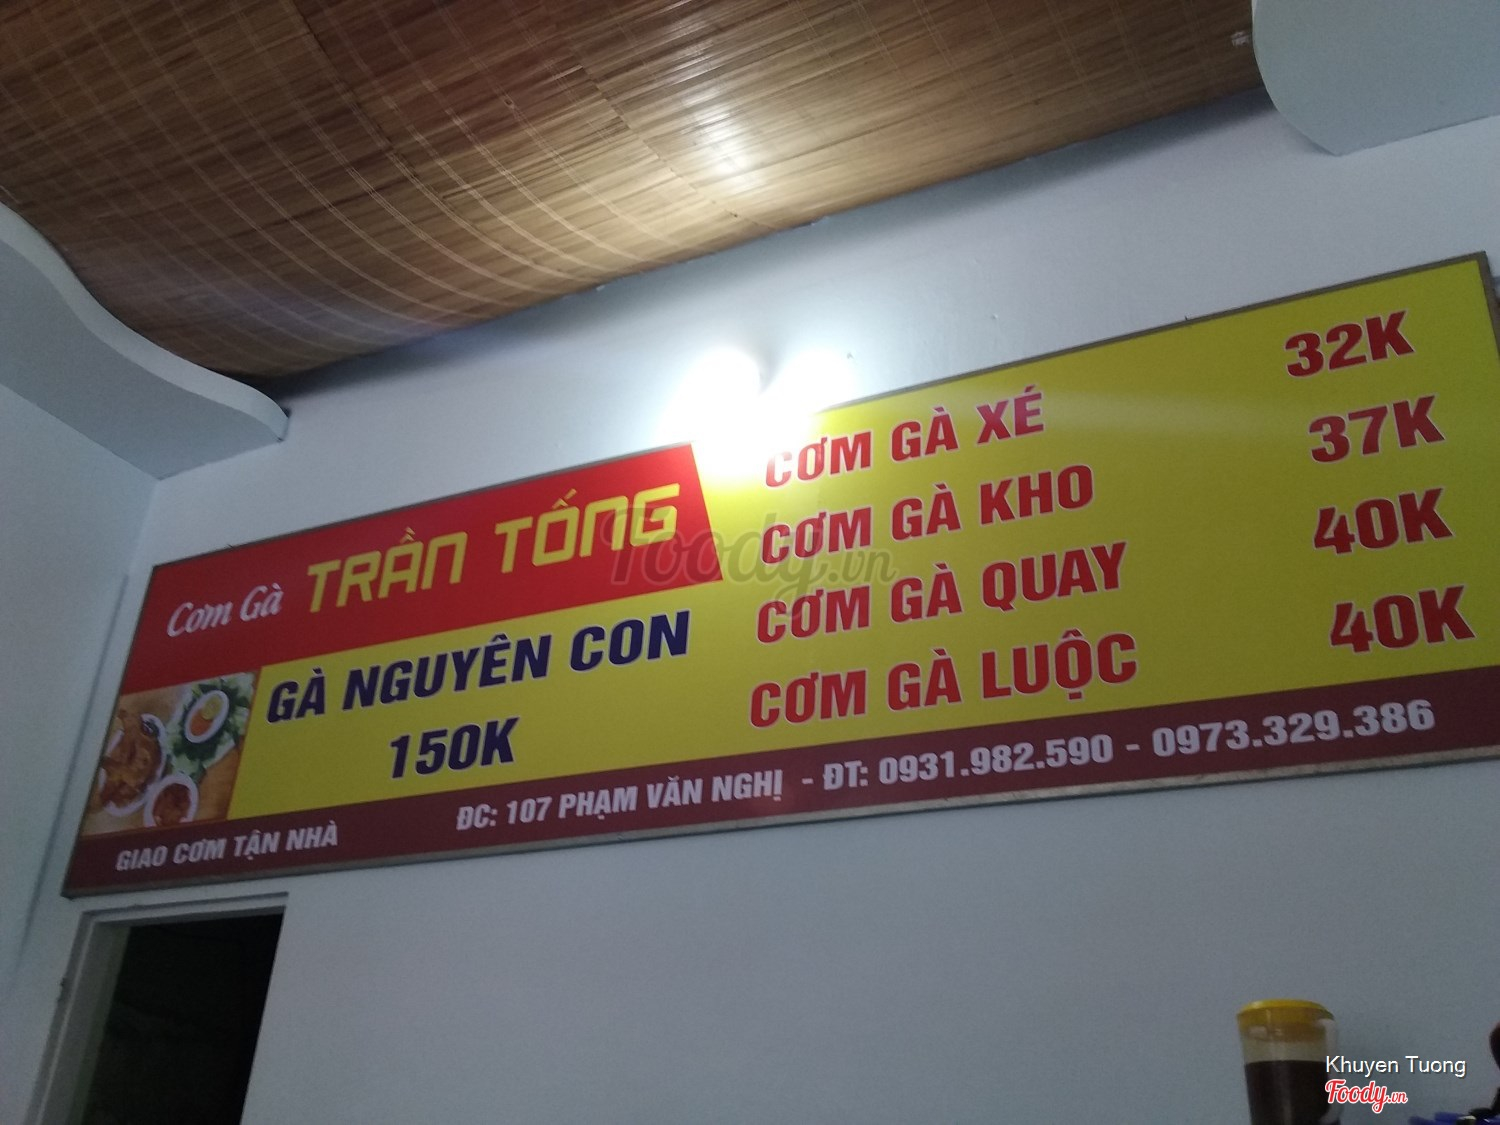 Cơm Gà TRẦN TỐNG
GÀ NGUYÊN CON
150K
CƠM GÀ XÉ 32K
CƠM GÀ KHO 37K
CƠM GÀ QUAY 40K
CƠM GÀ LUỘC 40K
GIAO CƠM TẬN NHÀ
ĐC: 107 PHẠM VĂN NGHỊ - ĐT: 0931.982.590 - 0973.329.386
Foody.vn
Khuyen Tuong
Foody.vn